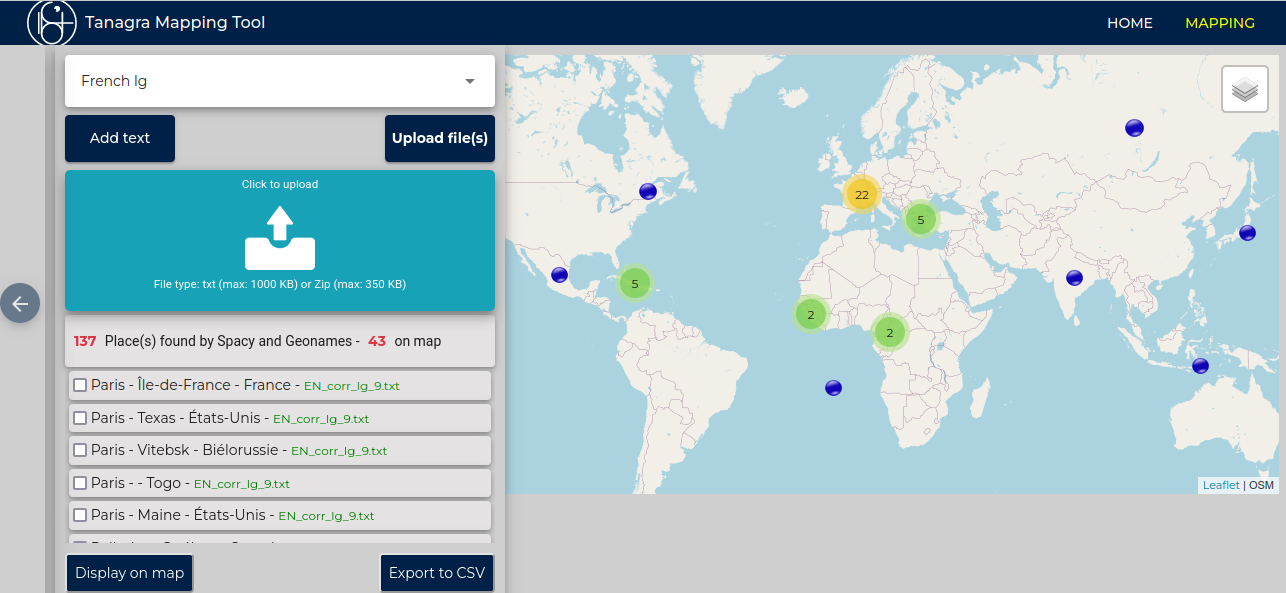 Tanagra Mapping Tool
HOME
MAPPING
French lg
Add text
Upload file(s)
Click to upload
File type: txt (max: 1000 KB) or Zip (max: 350 KB)
137 Place(s) found by Spacy and Geonames - 43 on map
Paris - Île-de-France - France - EN_corr_lg_9.txt
Paris - Texas - États-Unis - EN_corr_lg_9.txt
Paris - Vitebsk - Biélorussie - EN_corr_lg_9.txt
Paris - - Togo - EN_corr_lg_9.txt
Paris - Maine - États-Unis - EN_corr_lg_9.txt
Display on map
Export to CSV
22
5
5
2
2
Leaflet | OSM